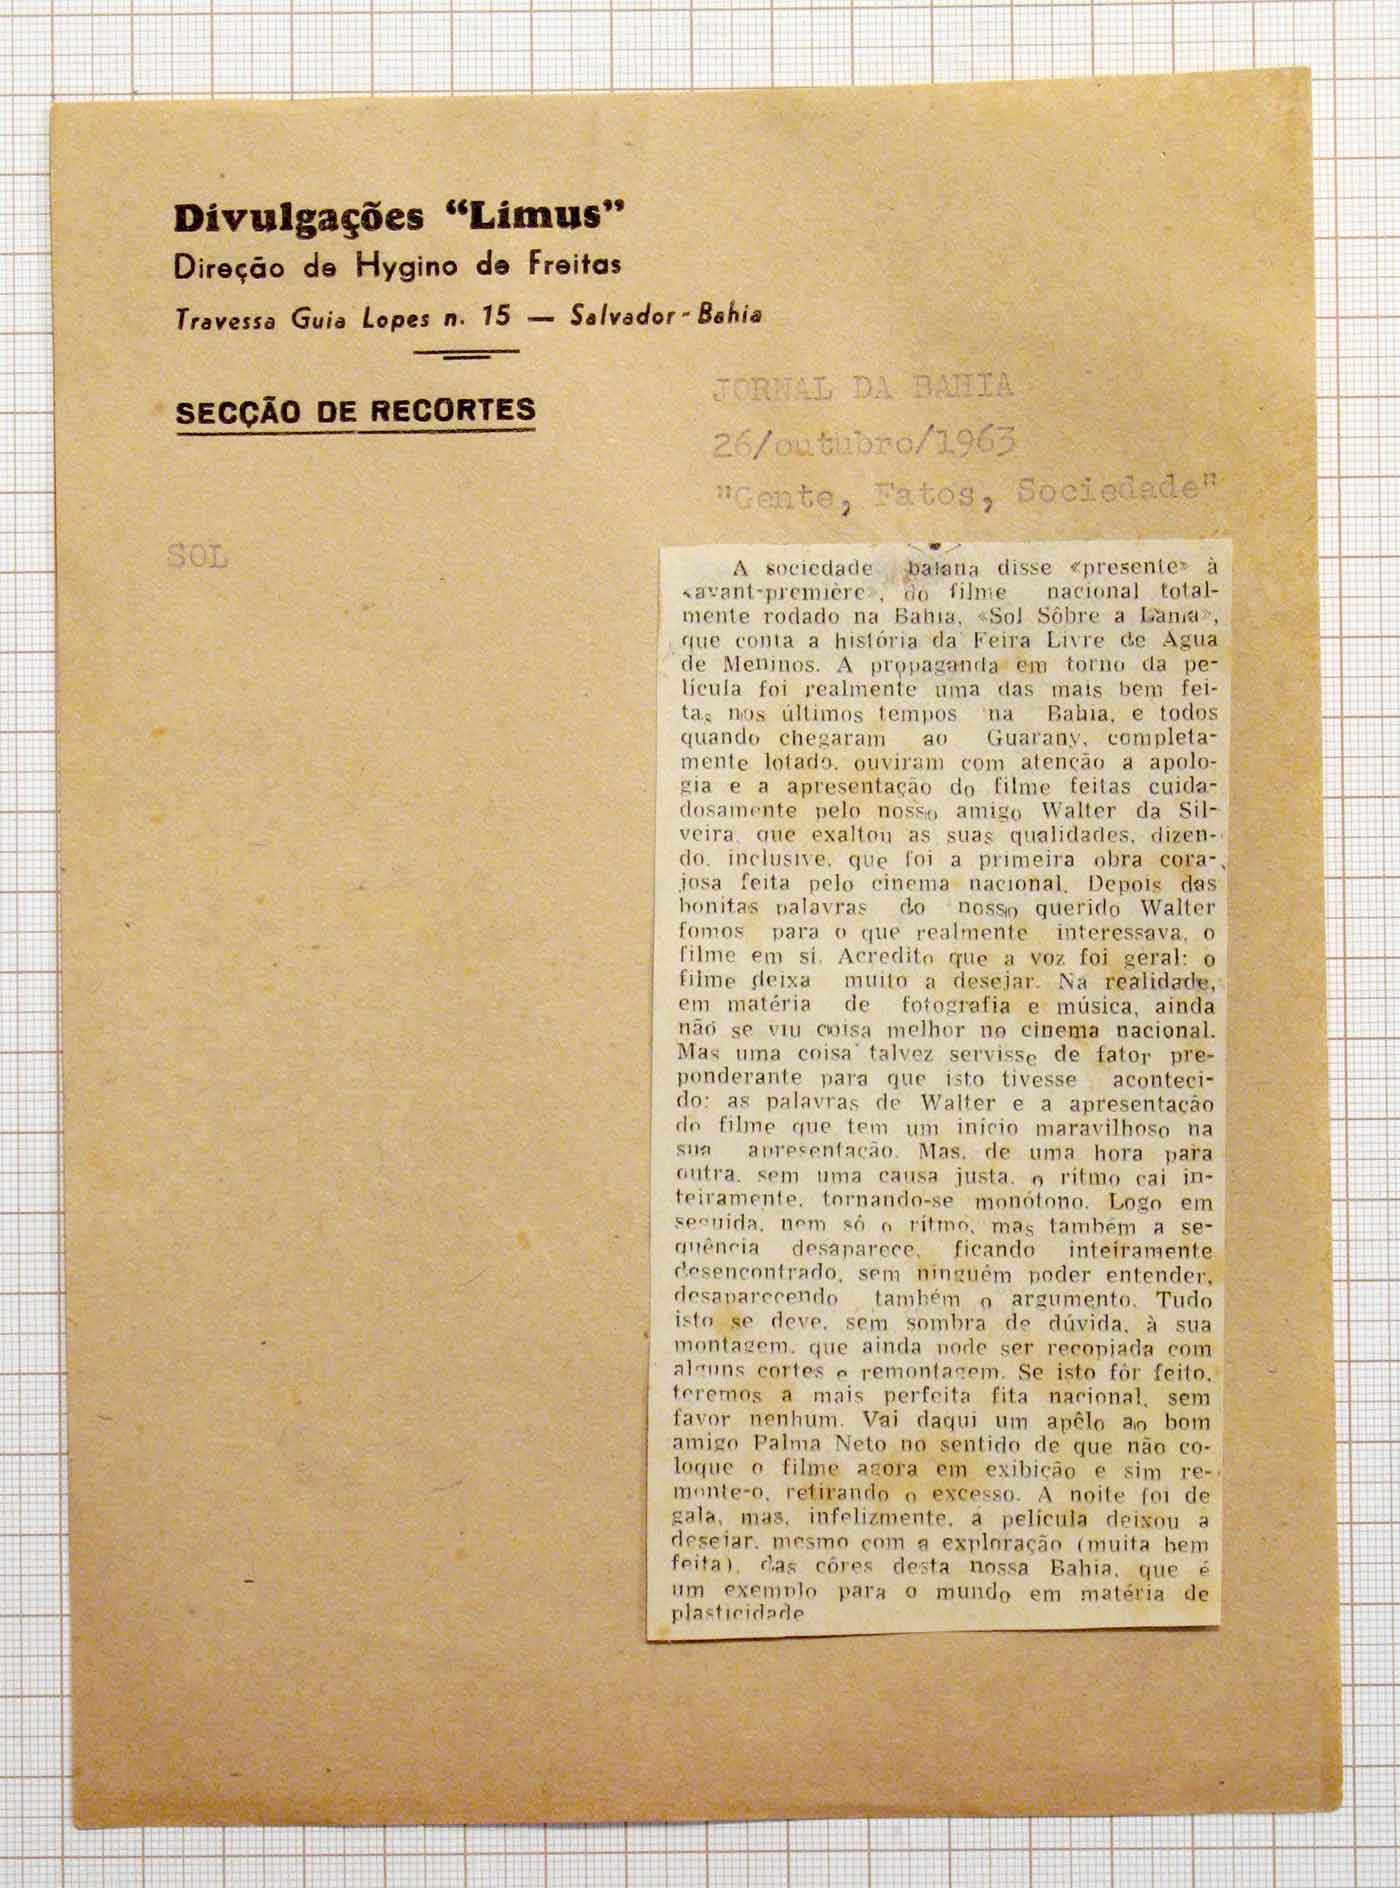 Divulgações “Limus”
Direção de Hygino de Freitas
Travessa Guia Lopes n. 15 — Salvador-Bahia
SECÇÃO DE RECORTES
JORNAL DA BAHIA
26/outubro/1963
"Gente, Fatos, Sociedade"
SOL
A sociedade baiana disse «presente» à
«avant-première», do filme nacional total-
mente rodado na Bahia, «Sol Sôbre a Lama»,
que conta a história da Feira Livre de Agua
de Meninos. A propaganda em torno da pe-
lícula foi realmente uma das mais bem fei-
tas nos últimos tempos na Bahia, e todos
quando chegaram ao Guarany, completa-
mente lotado, ouviram com atenção a apolo-
gia e a apresentação do filme feitas cuida-
dosamente pelo nosso amigo Walter da Sil-
veira, que exaltou as suas qualidades, dizen-
do, inclusive, que foi a primeira obra cora-
josa feita pelo cinema nacional. Depois das
bonitas palavras do nosso querido Walter
fomos para o que realmente interessava, o
filme em si. Acredito que a voz foi geral: o
filme deixa muito a desejar. Na realidade,
em matéria de fotografia e música, ainda
não se viu coisa melhor no cinema nacional.
Mas uma coisa talvez servisse de fator pre-
ponderante para que isto tivesse aconteci-
do: as palavras de Walter e a apresentação
do filme que tem um início maravilhoso na
sua apresentação. Mas, de uma hora para
outra, sem uma causa justa, o ritmo cai in-
teiramente, tornando-se monótono. Logo em
seguida, nem só o rítmo, mas também a se-
quência desaparece, ficando inteiramente
desencontrado, sem ninguém poder entender,
desaparecendo também o argumento. Tudo
isto se deve, sem sombra de dúvida, à sua
montagem, que ainda pode ser recopiada com
alguns cortes e remontagem. Se isto fôr feito,
teremos a mais perfeita fita nacional, sem
favor nenhum. Vai daqui um apêlo ao bom
amigo Palma Neto no sentido de que não co-
loque o filme agora em exibição e sim re-
monte-o, retirando o excesso. A noite foi de
gala, mas, infelizmente, a película deixou a
desejar, mesmo com a exploração (muita bem
feita), das côres desta nossa Bahia, que é
um exemplo para o mundo em matéria de
plasticidade